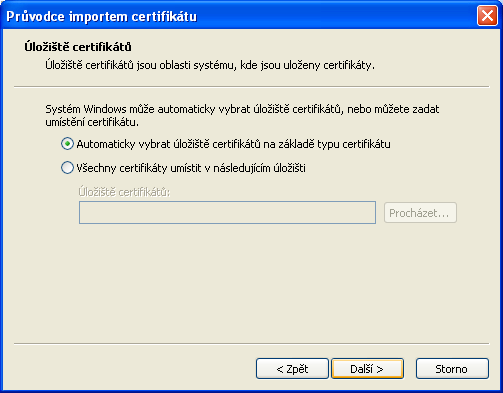 Průvodce importem certifikátu
Úložiště certifikátů
Úložiště certifikátů jsou oblasti systému, kde jsou uloženy certifikáty.
Systém Windows může automaticky vybrat úložiště certifikátů, nebo můžete zadat
umístění certifikátu.
Automaticky vybrat úložiště certifikátů na základě typu certifikátu
Všechny certifikáty umístit v následujícím úložišti
Úložiště certifikátů:
Procházet...
< Zpět
Další >
Storno